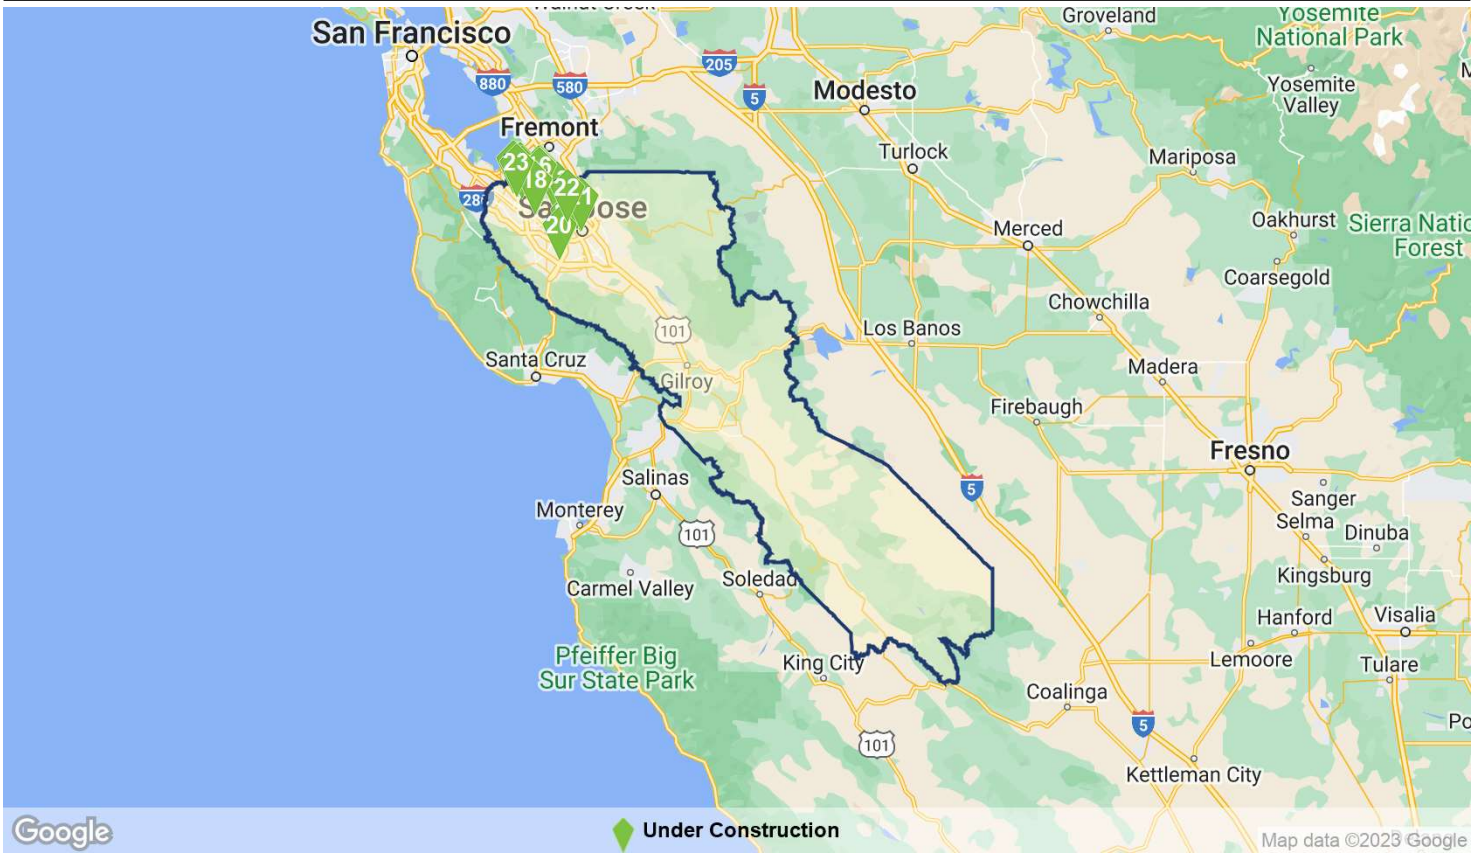 San Francisco
Groveland
Yosemite
National Park
880
580
205
5
Modesto
Yosemite
Valley
Fremont
Turlock
Mariposa
23
18
22
20
San Jose
Merced
Oakhurst
Coarsegold
Chowchilla
Los Banos
101
Santa Cruz
Gilroy
Madera
Firebaugh
Fresno
5
Salinas
Sanger
Selma
Monterey
Dinuba
101
Soledad
Carmel Valley
Kingsburg
Hanford
Visalia
Pfeiffer Big
Sur State Park
King City
Lemoore
Tulare
Coalinga
5
101
Kettleman City
Google
Under Construction
Map data ©2023 Google